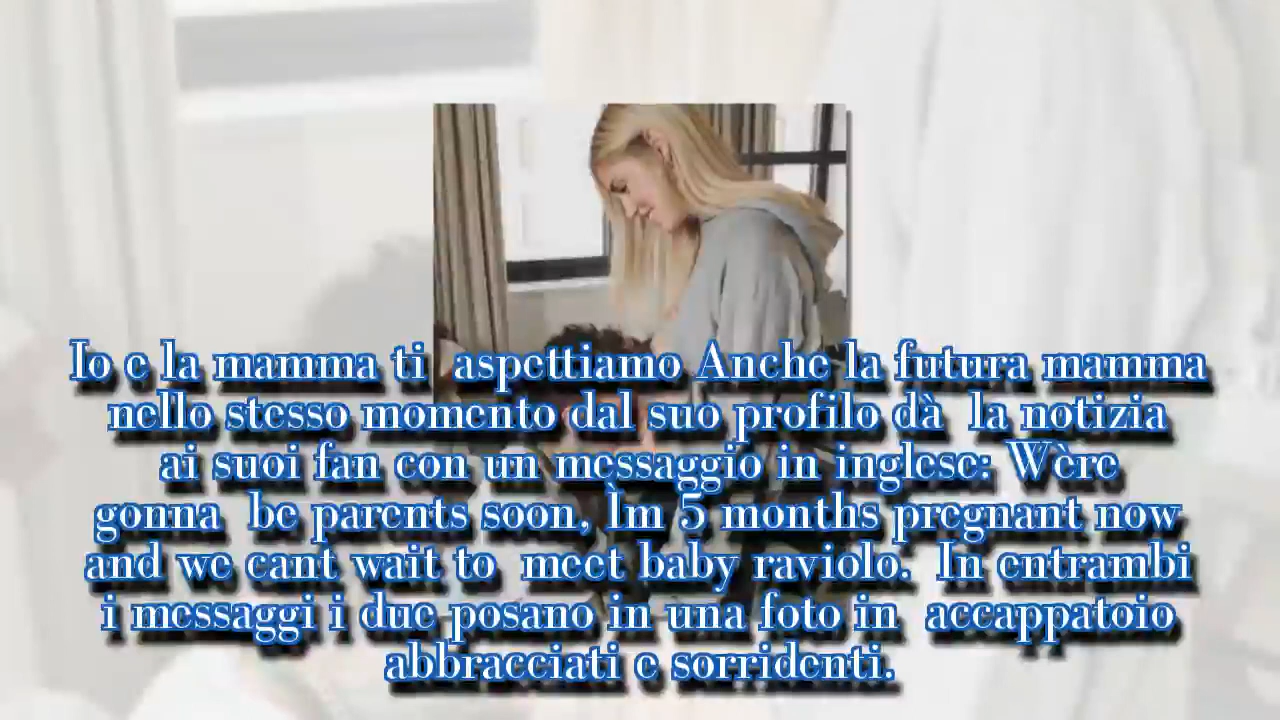 Io e la mamma ti  aspettiamo Anche la futura mamma
nello stesso momento dal suo profilo dà  la notizia
ai suoi fan con un messaggio in inglese: Wère
gonna  be parents soon, Ìm 5 months pregnant now
and we cant wait to  meet baby raviolo.  In entrambi
i messaggi i due posano in una foto in  accappatoio
abbracciati e sorridenti.